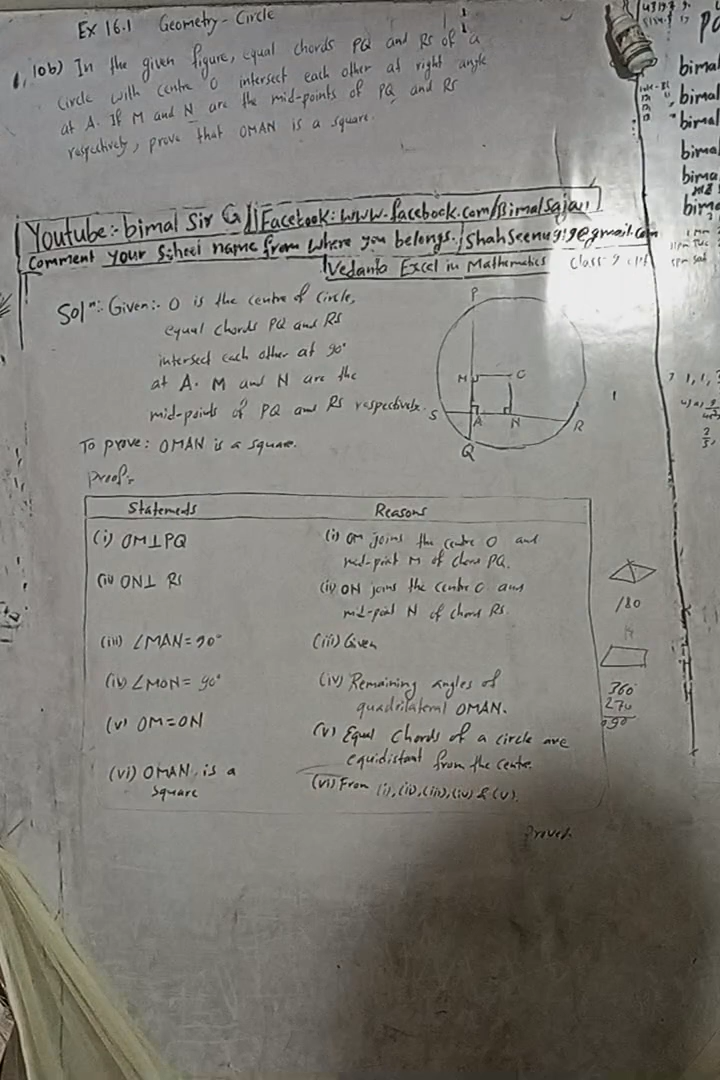 Ex 16.1 Geometry - Circle
10b) In the given figure, equal chords PQ and RS of a
circle with centre O intersect each other at right angle
at A. If M and N are the mid-points of PQ and RS
respectively, prove that OMAN is a square.
Youtube:- bimal Sir G
Facebook: www.facebook.com/Bimalsajan
Comment your School name from where you belongs.
Vedanta Excel in Mathematics Class 9
Solⁿ:- Given:- O is the centre of circle,
equal chords PQ and RS
intersect each other at 90°
at A. M and N are the
mid-points of PQ and RS respectively.
To prove: OMAN is a square.
Proof:-
P
M
O
S
A
N
R
Q
Statements Reasons
(i) OM⊥PQ (i) OM joins the centre O and
mid-point M of chord PQ.
(ii) ON⊥ RS (ii) ON joins the centre O and
mid-point N of chord RS.
(iii) ∠MAN = 90° (iii) Given
(iv) ∠MON = 90° (iv) Remaining angles of
quadrilateral OMAN.
(v) OM = ON (v) Equal chords of a circle are
equidistant from the centre.
(vi) OMAN is a
square (vi) From (i), (ii), (iii), (iv) & (v).
Proved
180
360
270
090
bimal
bimal
bimal
bimal
bima
bima